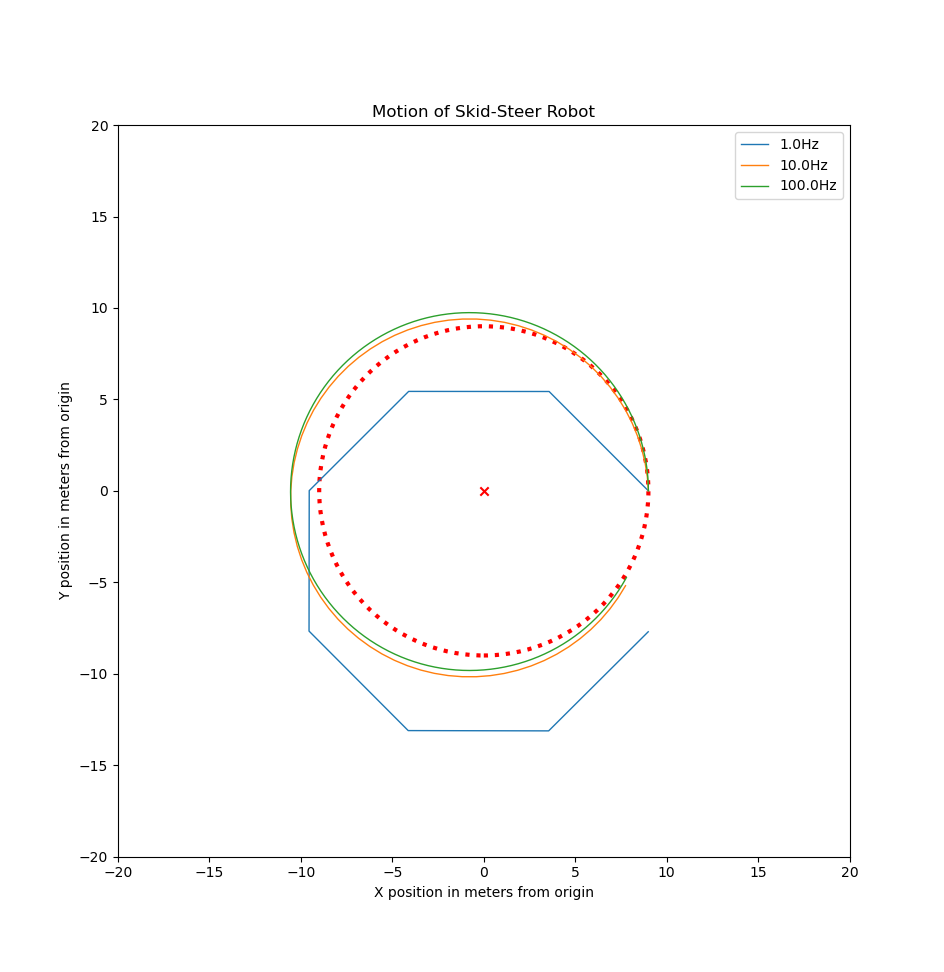 Motion of Skid-Steer Robot
1.0Hz
10.0Hz
100.0Hz
20
15
10
5
0
−5
−10
−15
−20
Y position in meters from origin
−20 −15 −10 −5 0 5 10 15 20
X position in meters from origin